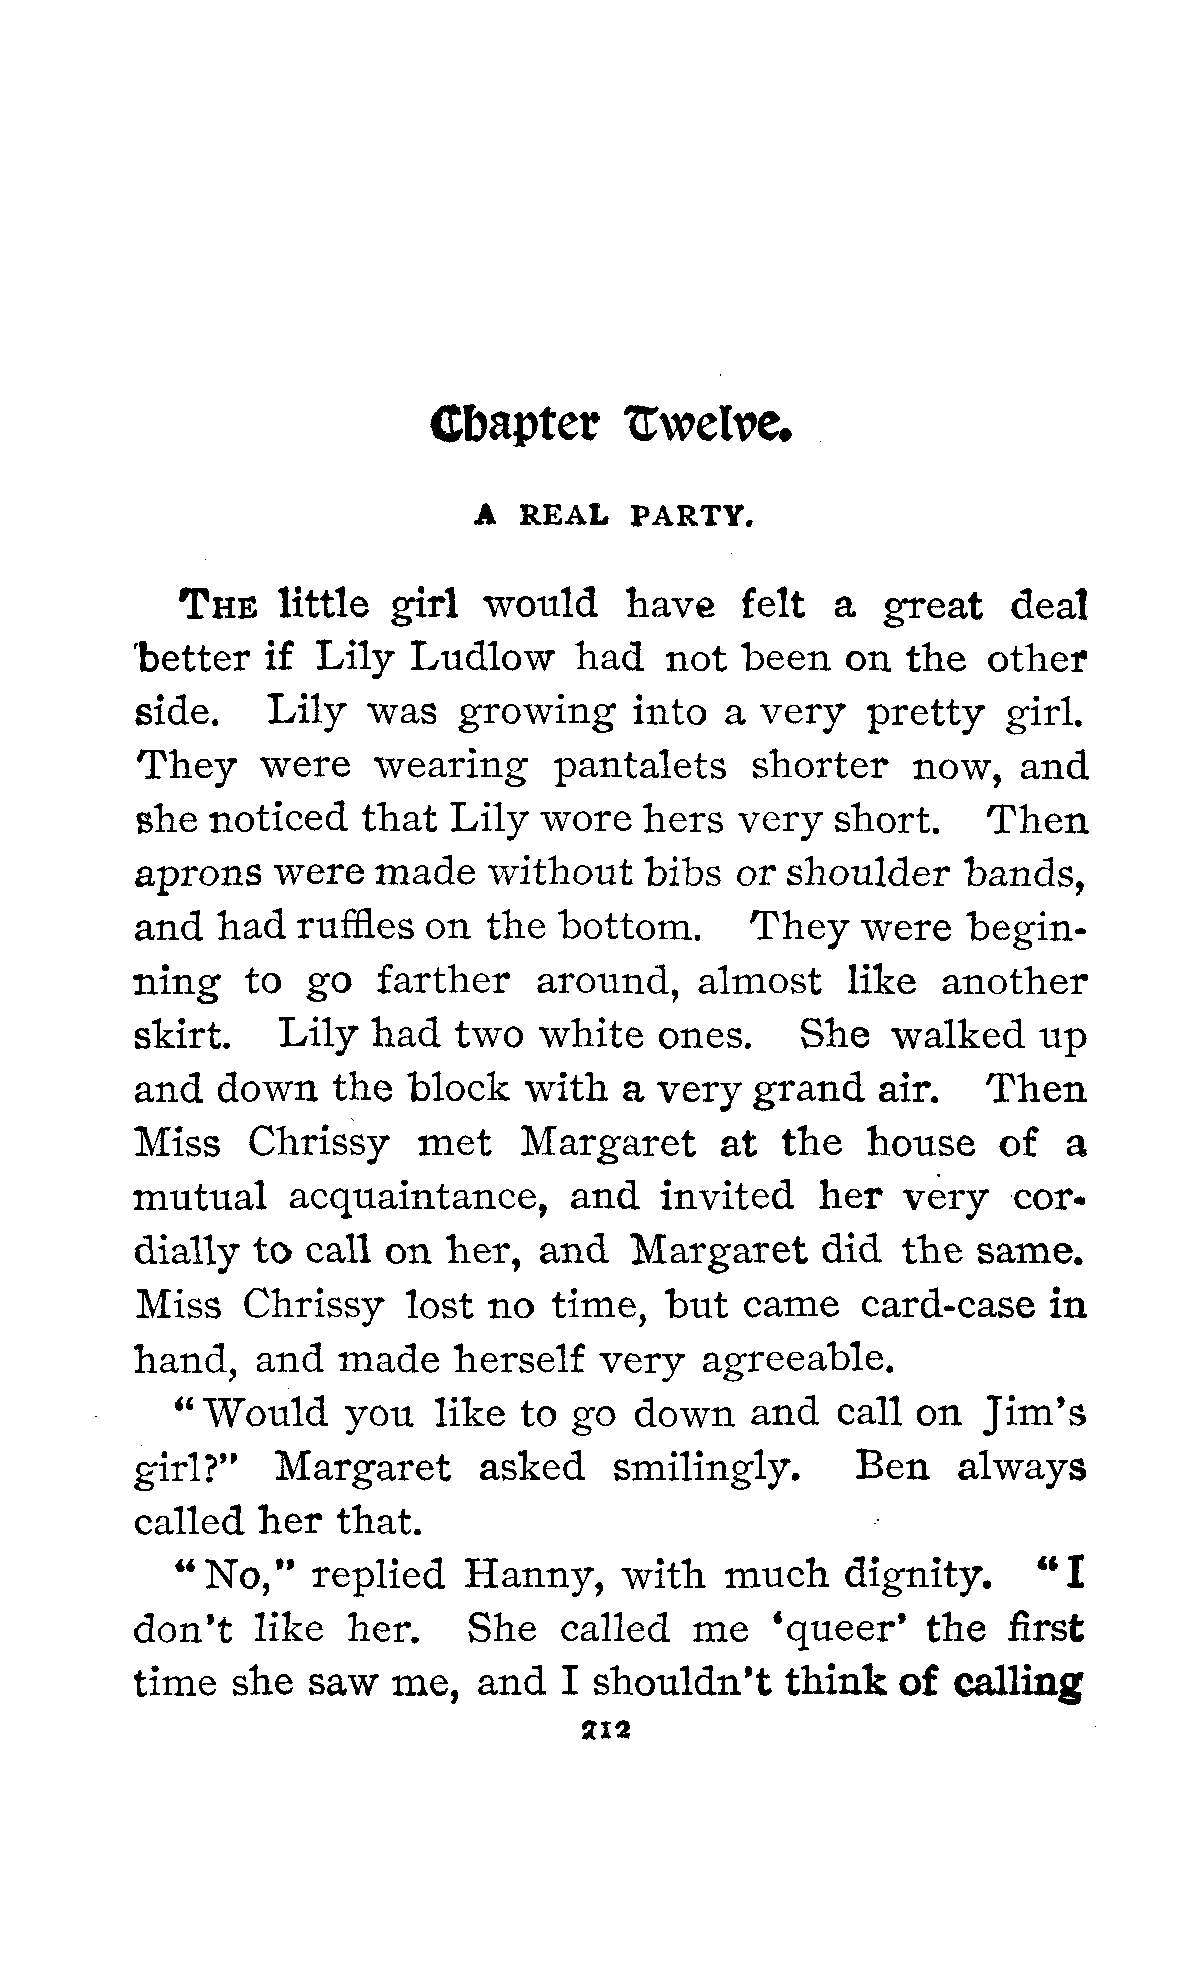 Chapter Twelve.
A REAL PARTY.
THE little girl would have felt a great deal
better if Lily Ludlow had not been on the other
side. Lily was growing into a very pretty girl.
They were wearing pantalets shorter now, and
she noticed that Lily wore hers very short. Then
aprons were made without bibs or shoulder bands,
and had ruffles on the bottom. They were begin-
ning to go farther around, almost like another
skirt. Lily had two white ones. She walked up
and down the block with a very grand air. Then
Miss Chrissy met Margaret at the house of a
mutual acquaintance, and invited her very cor-
dially to call on her, and Margaret did the same.
Miss Chrissy lost no time, but came card-case in
hand, and made herself very agreeable.
"Would you like to go down and call on Jim's
girl?" Margaret asked smilingly. Ben always
called her that.
"No," replied Hanny, with much dignity. "I
don't like her. She called me 'queer' the first
time she saw me, and I shouldn't think of calling
212